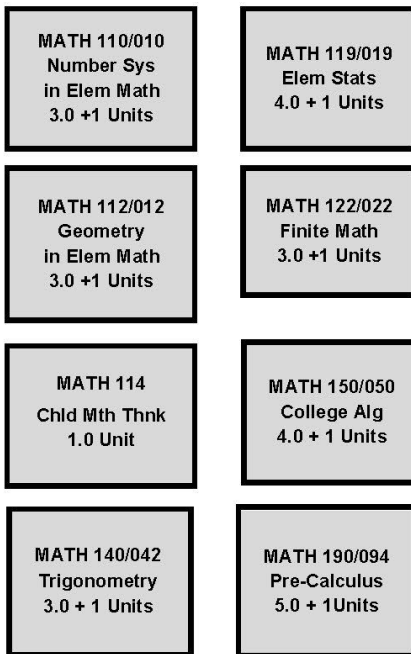 MATH 110/010
Number Sys
in Elem Math
3.0 +1 Units
MATH 119/019
Elem Stats
4.0 + 1 Units
MATH 112/012
Geometry
in Elem Math
3.0 +1 Units
MATH 122/022
Finite Math
3.0 +1 Units
MATH 114
Chld Mth Thnk
1.0 Unit
MATH 150/050
College Alg
4.0 + 1 Units
MATH 140/042
Trigonometry
3.0 + 1 Units
MATH 190/094
Pre-Calculus
5.0 + 1Units